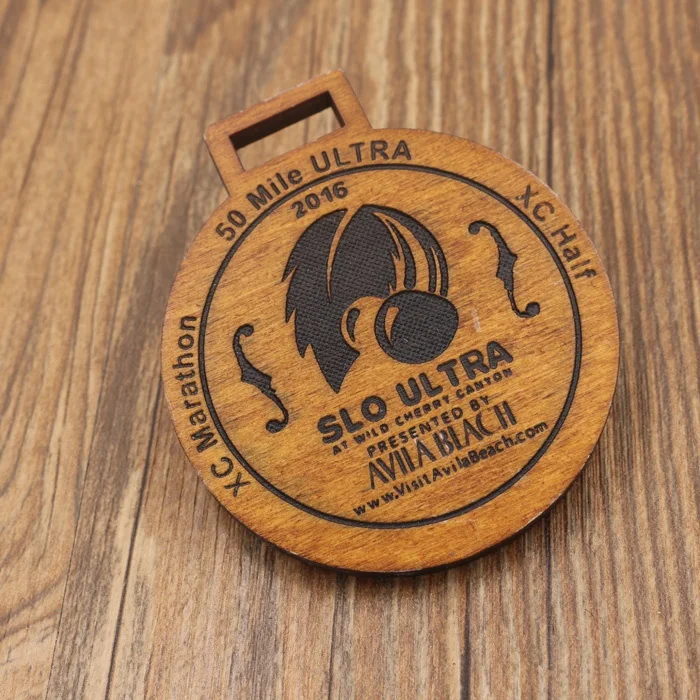 50 Mile ULTRA
2016
XC Half
XC Marathon
SLO ULTRA
AT WILD CHERRY CANYON
PRESENTED BY
AVILA BEACH
www.VisitAvilaBeach.com